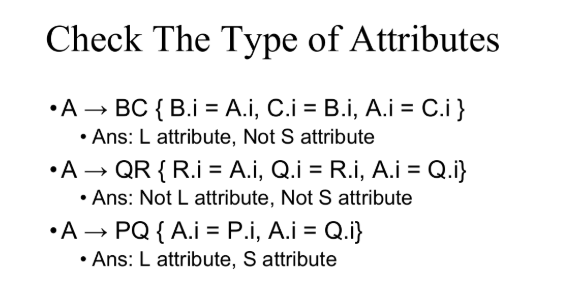 Check The Type of Attributes
• A → BC { B.i = A.i, C.i = B.i, A.i = C.i }
• Ans: L attribute, Not S attribute
• A → QR { R.i = A.i, Q.i = R.i, A.i = Q.i}
• Ans: Not L attribute, Not S attribute
• A → PQ { A.i = P.i, A.i = Q.i}
• Ans: L attribute, S attribute